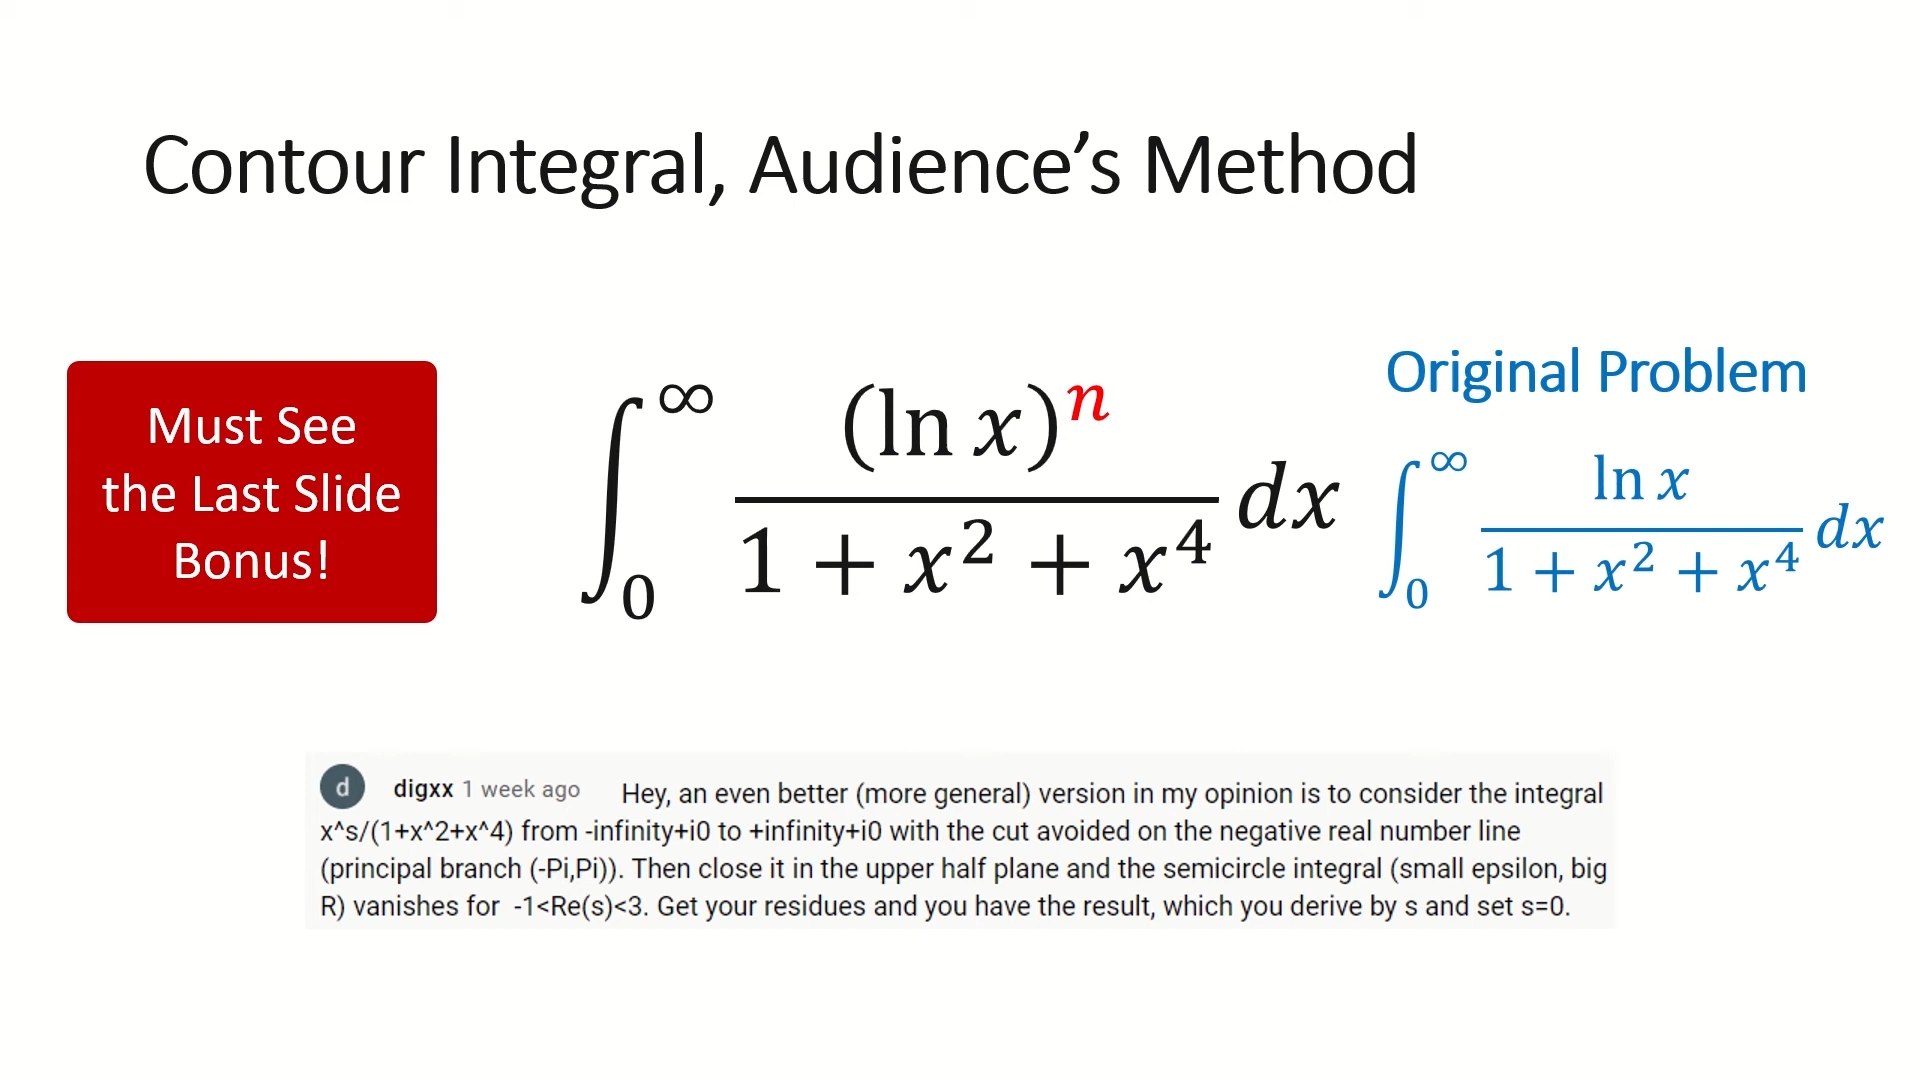 Contour Integral, Audience’s Method
Must See
the Last Slide
Bonus!
∫₀^∞ (ln x)ⁿ / (1 + x² + x⁴) dx
Original Problem
∫₀^∞ ln x / (1 + x² + x⁴) dx
d digxx 1 week ago Hey, an even better (more general) version in my opinion is to consider the integral
x^s/(1+x^2+x^4) from -infinity+i0 to +infinity+i0 with the cut avoided on the negative real number line
(principal branch (-Pi,Pi)). Then close it in the upper half plane and the semicircle integral (small epsilon, big
R) vanishes for -1<Re(s)<3. Get your residues and you have the result, which you derive by s and set s=0.